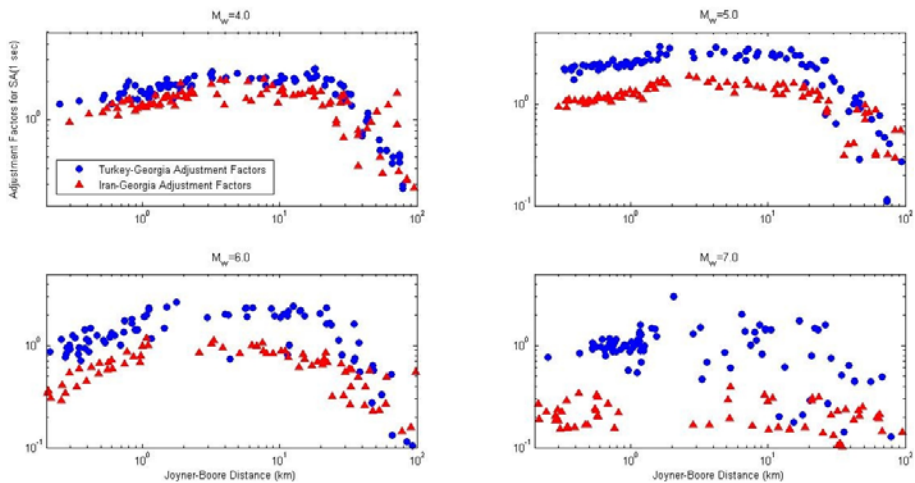 M_w=4.0
M_w=5.0
Adjustment Factors for SA(1 sec)
10^0
Turkey-Georgia Adjustment Factors
Iran-Georgia Adjustment Factors
10^0 10^1 10^2
10^0
10^-1
10^0 10^1 10^2
M_w=6.0
M_w=7.0
10^0
10^-1
10^0 10^1 10^2
Joyner-Boore Distance (km)
10^0
10^-1
10^0 10^1 10^2
Joyner-Boore Distance (km)